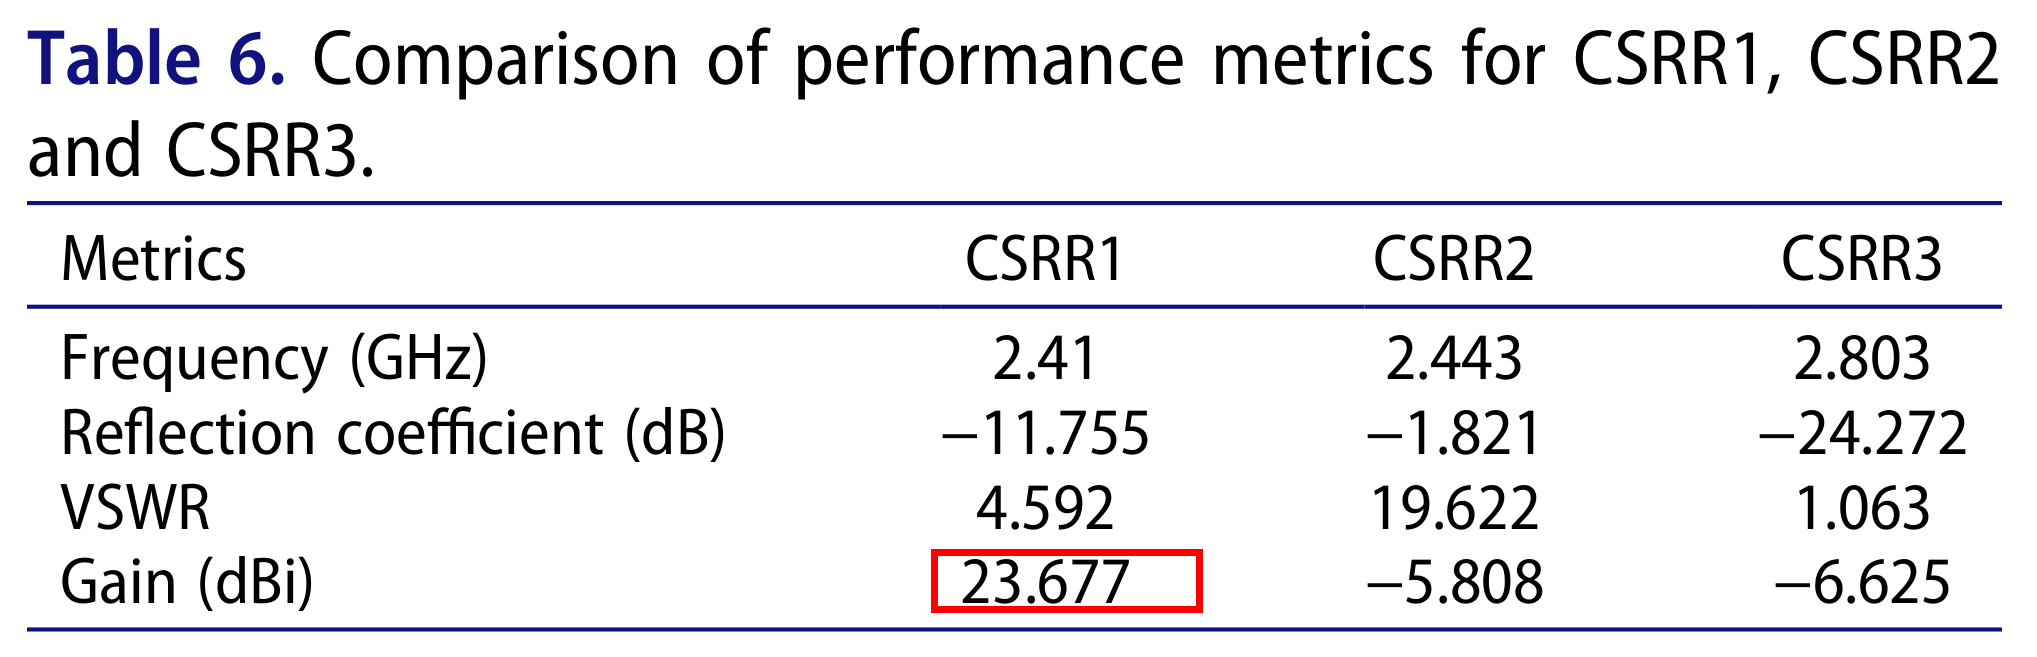 Table 6. Comparison of performance metrics for CSRR1, CSRR2
and CSRR3.
Metrics CSRR1 CSRR2 CSRR3
Frequency (GHz) 2.41 2.443 2.803
Reflection coefficient (dB) −11.755 −1.821 −24.272
VSWR 4.592 19.622 1.063
Gain (dBi) 23.677 −5.808 −6.625